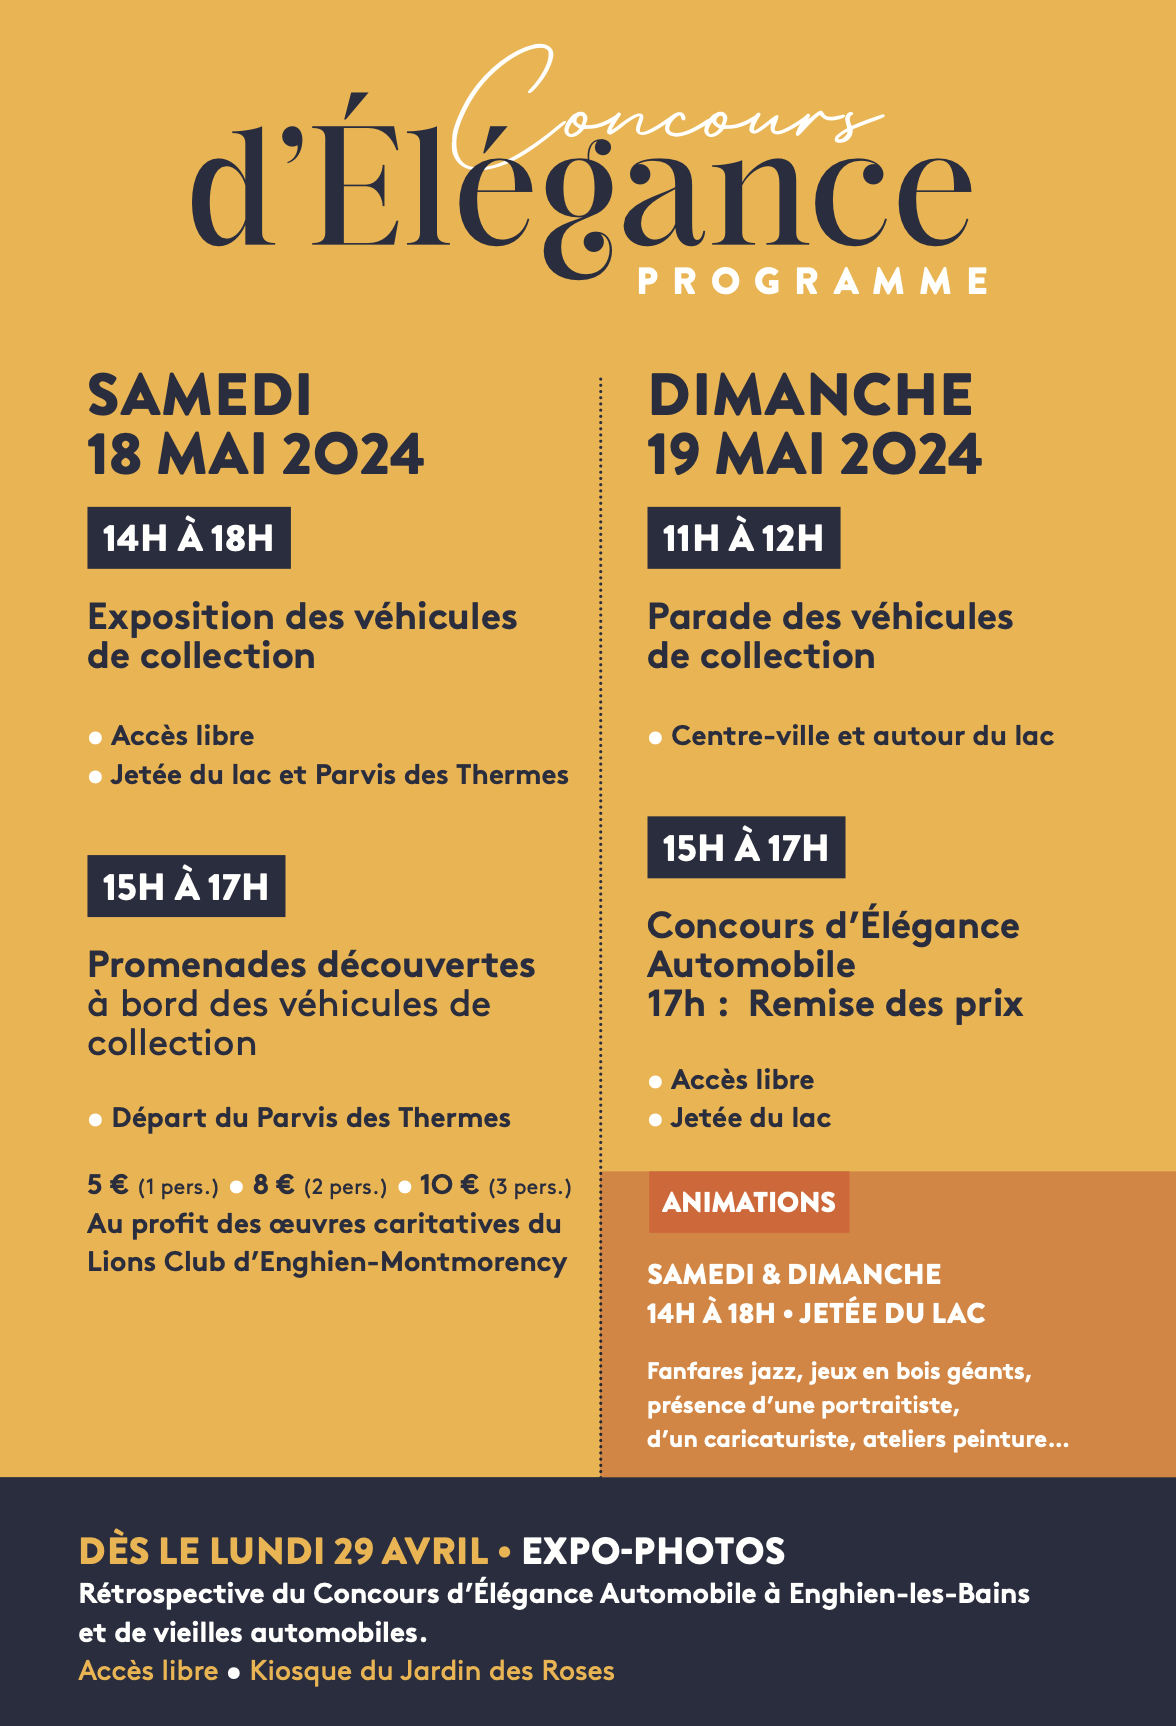 Concours
d’Élégance
PROGRAMME
SAMEDI
18 MAI 2024
14H À 18H
Exposition des véhicules
de collection
• Accès libre
• Jetée du lac et Parvis des Thermes
15H À 17H
Promenades découvertes
à bord des véhicules de
collection
• Départ du Parvis des Thermes
5 € (1 pers.) • 8 € (2 pers.) • 10 € (3 pers.)
Au profit des œuvres caritatives du
Lions Club d’Enghien-Montmorency
DIMANCHE
19 MAI 2024
11H À 12H
Parade des véhicules
de collection
• Centre-ville et autour du lac
15H À 17H
Concours d’Élégance
Automobile
17h : Remise des prix
• Accès libre
• Jetée du lac
ANIMATIONS
SAMEDI & DIMANCHE
14H À 18H • JETÉE DU LAC
Fanfares jazz, jeux en bois géants,
présence d’une portraitiste,
d’un caricaturiste, ateliers peinture...
DÈS LE LUNDI 29 AVRIL • EXPO-PHOTOS
Rétrospective du Concours d’Élégance Automobile à Enghien-les-Bains
et de vieilles automobiles.
Accès libre • Kiosque du Jardin des Roses